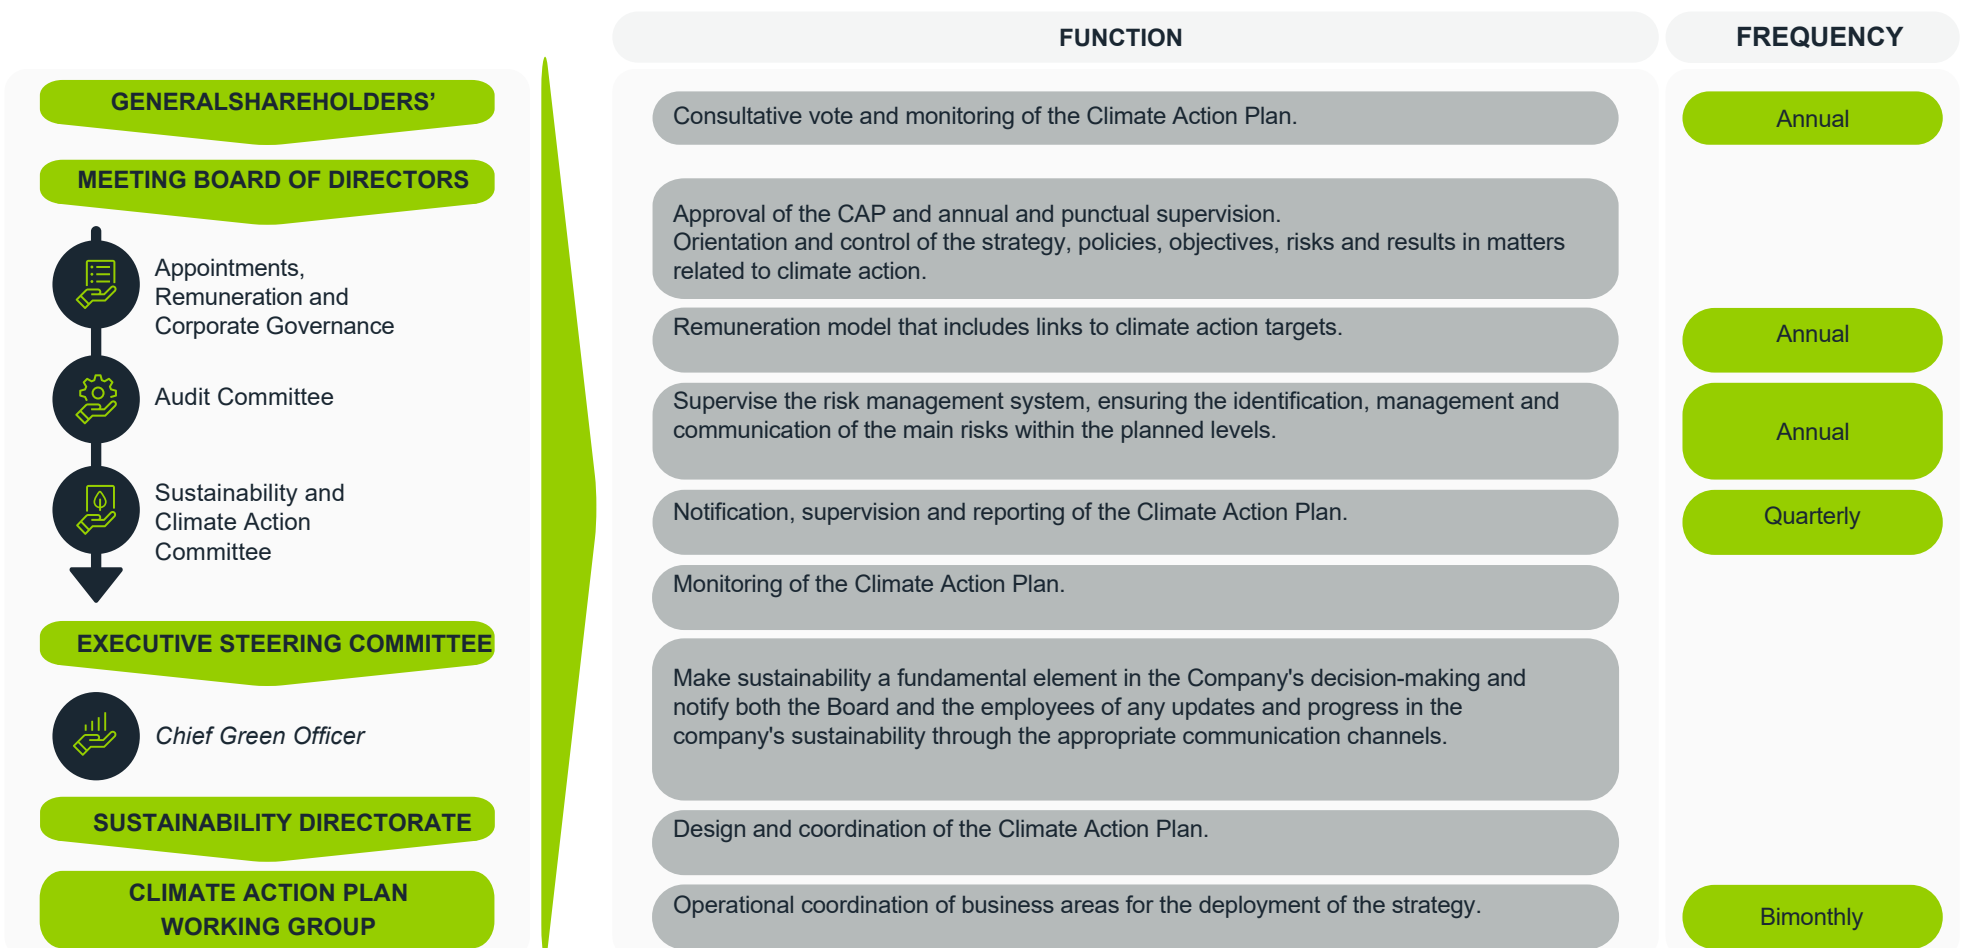 FUNCTION
FREQUENCY
GENERALSHAREHOLDERS’
MEETING BOARD OF DIRECTORS
Appointments,
Remuneration and
Corporate Governance
Audit Committee
Sustainability and
Climate Action
Committee
EXECUTIVE STEERING COMMITTEE
Chief Green Officer
SUSTAINABILITY DIRECTORATE
CLIMATE ACTION PLAN
WORKING GROUP
Consultative vote and monitoring of the Climate Action Plan.
Annual
Approval of the CAP and annual and punctual supervision.
Orientation and control of the strategy, policies, objectives, risks and results in matters
related to climate action.
Remuneration model that includes links to climate action targets.
Annual
Supervise the risk management system, ensuring the identification, management and
communication of the main risks within the planned levels.
Annual
Notification, supervision and reporting of the Climate Action Plan.
Quarterly
Monitoring of the Climate Action Plan.
Make sustainability a fundamental element in the Company's decision-making and
notify both the Board and the employees of any updates and progress in the
company's sustainability through the appropriate communication channels.
Design and coordination of the Climate Action Plan.
Operational coordination of business areas for the deployment of the strategy.
Bimonthly